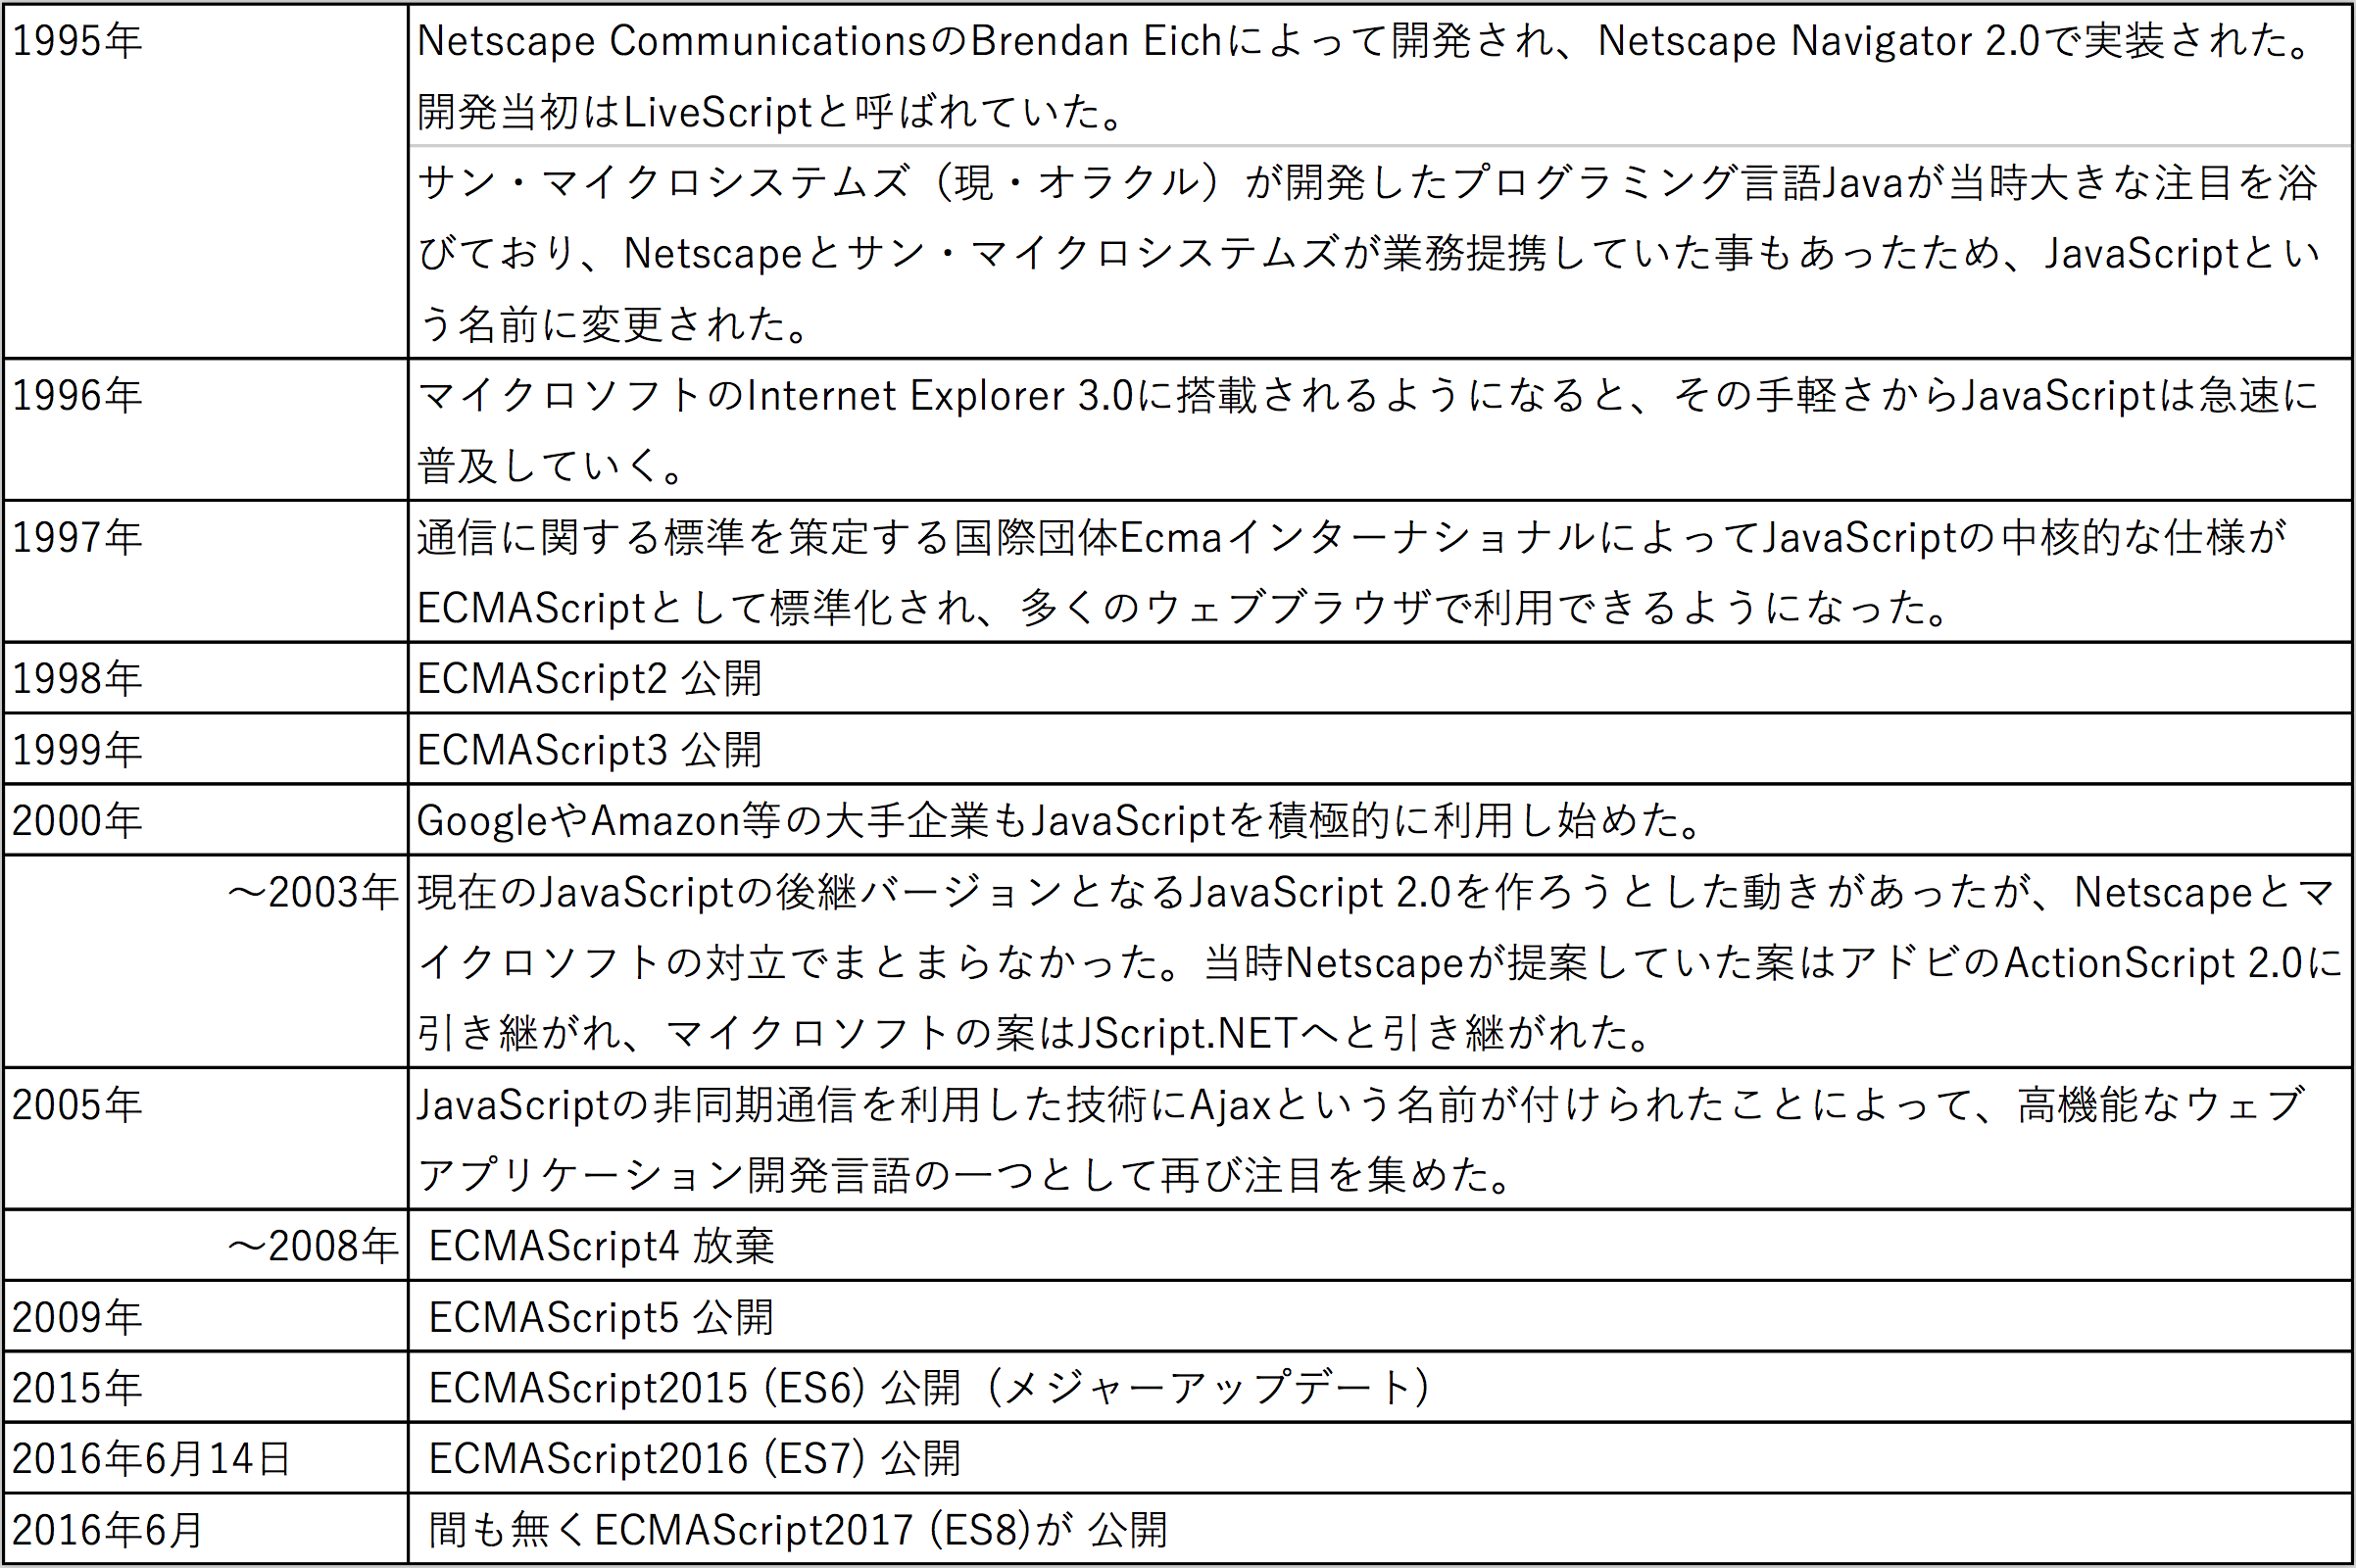 1995年
Netscape CommunicationsのBrendan Eichによって開発され、Netscape Navigator 2.0で実装された。
開発当初はLiveScriptと呼ばれていた。
サン・マイクロシステムズ（現・オラクル）が開発したプログラミング言語Javaが当時大きな注目を浴
びており、Netscapeとサン・マイクロシステムズが業務提携していた事もあったため、JavaScriptとい
う名前に変更された。
1996年
マイクロソフトのInternet Explorer 3.0に搭載されるようになると、その手軽さからJavaScriptは急速に
普及していく。
1997年
通信に関する標準を策定する国際団体EcmaインターナショナルによってJavaScriptの中核的な仕様が
ECMAScriptとして標準化され、多くのウェブブラウザで利用できるようになった。
1998年
ECMAScript2 公開
1999年
ECMAScript3 公開
2000年
GoogleやAmazon等の大手企業もJavaScriptを積極的に利用し始めた。
～2003年
現在のJavaScriptの後継バージョンとなるJavaScript 2.0を作ろうとした動きがあったが、Netscapeとマ
イクロソフトの対立でまとまらなかった。当時Netscapeが提案していた案はアドビのActionScript 2.0に
引き継がれ、マイクロソフトの案はJScript.NETへと引き継がれた。
2005年
JavaScriptの非同期通信を利用した技術にAjaxという名前が付けられたことによって、高機能なウェブ
アプリケーション開発言語の一つとして再び注目を集めた。
～2008年
ECMAScript4 放棄
2009年
ECMAScript5 公開
2015年
ECMAScript2015 (ES6) 公開（メジャーアップデート）
2016年6月14日
ECMAScript2016 (ES7) 公開
2016年6月
間も無くECMAScript2017 (ES8)が 公開